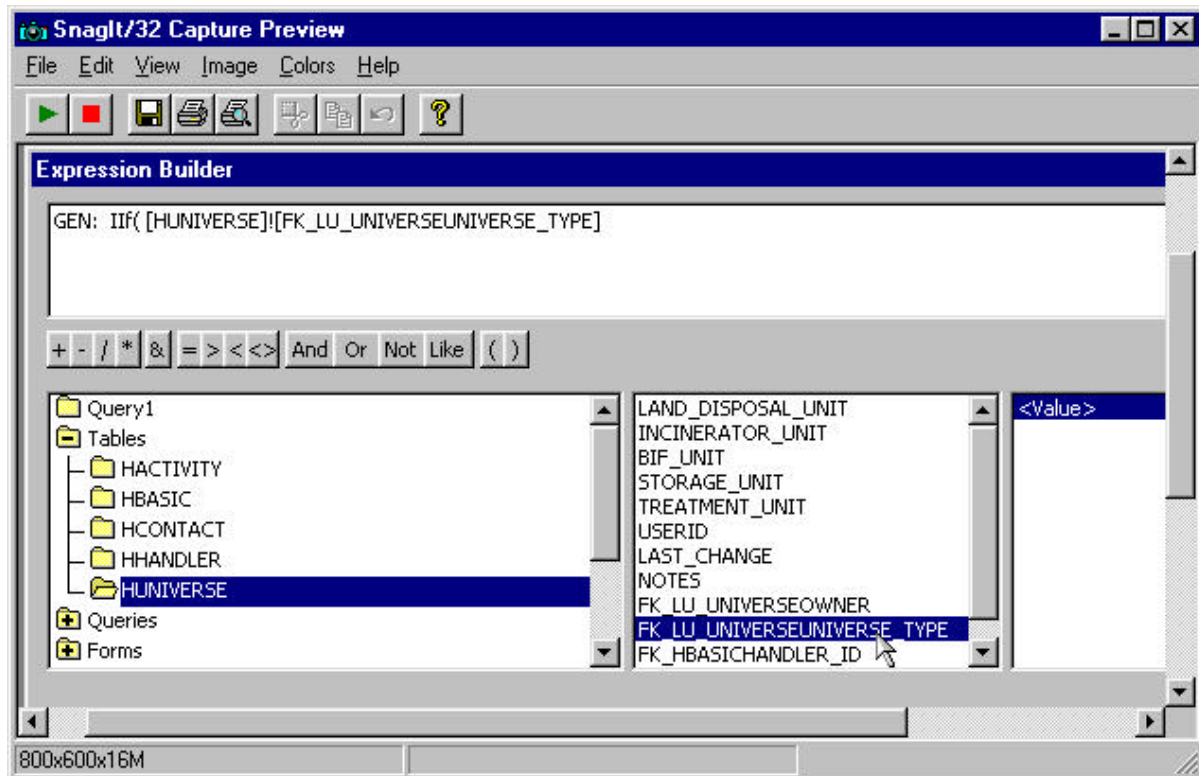 SnagIt/32 Capture Preview
File Edit View Image Colors Help
Expression Builder
GEN: IIf( [HUNIVERSE]![FK_LU_UNIVERSEUNIVERSE_TYPE]
+ - / * & = > < <> And Or Not Like ( )
Query1
Tables
HACTIVITY
HBASIC
HCONTACT
HHANDLER
HUNIVERSE
Queries
Forms
LAND_DISPOSAL_UNIT
INCINERATOR_UNIT
BIF_UNIT
STORAGE_UNIT
TREATMENT_UNIT
USERID
LAST_CHANGE
NOTES
FK_LU_UNIVERSEOWNER
FK_LU_UNIVERSEUNIVERSE_TYPE
FK_HBASICHANDLER_ID
<Value>
800x600x16M